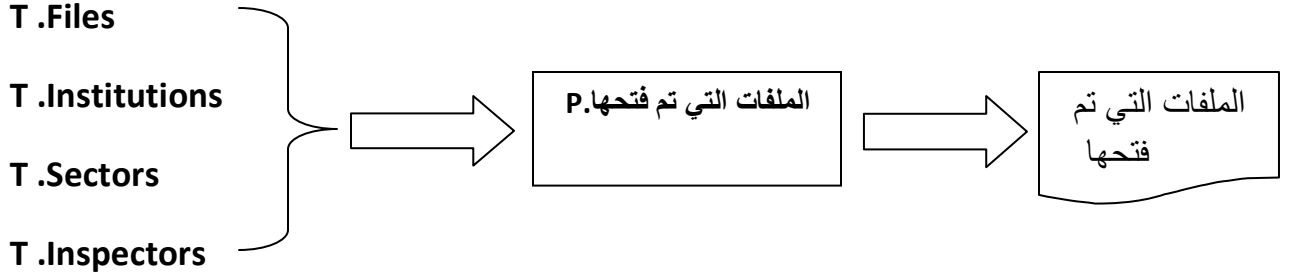 T .Files
T .Institutions
T .Sectors
T .Inspectors
P.الملفات التي تم فتحها
الملفات التي تم
فتحها